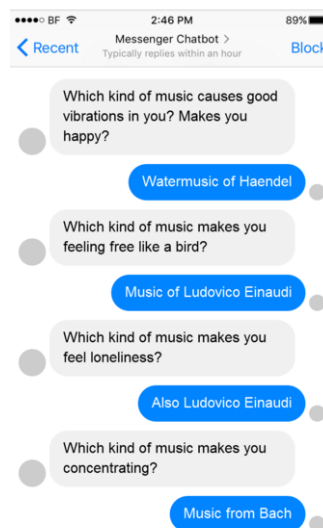 BF 2:46 PM 89%
Recent Messenger Chatbot > Block
Typically replies within an hour
Which kind of music causes good
vibrations in you? Makes you
happy?
Watermusic of Haendel
Which kind of music makes you
feeling free like a bird?
Music of Ludovico Einaudi
Which kind of music makes you
feel loneliness?
Also Ludovico Einaudi
Which kind of music makes you
concentrating?
Music from Bach